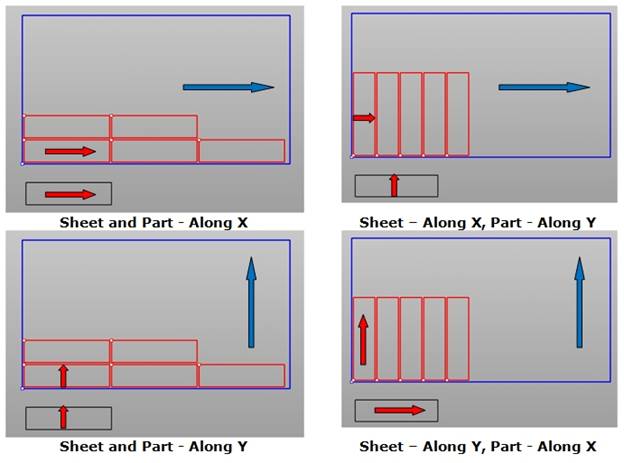 Sheet and Part - Along X
Sheet – Along X, Part - Along Y
Sheet and Part - Along Y
Sheet – Along Y, Part - Along X